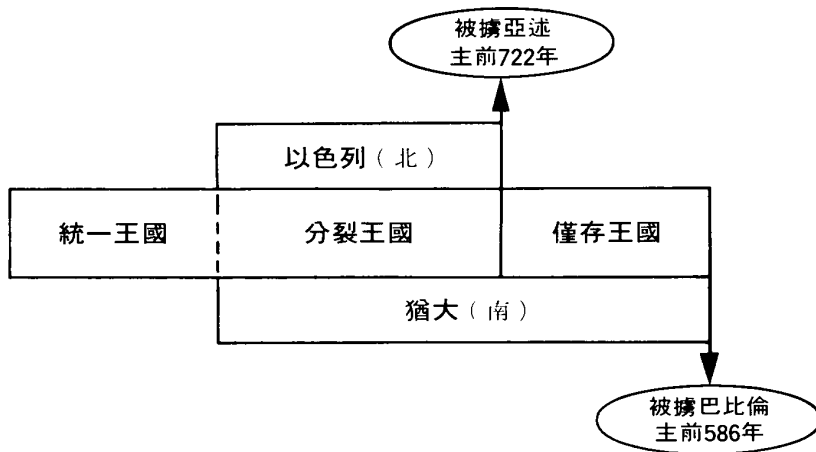 被擄亞述
主前722年
以色列（北）
統一王國
分裂王國
僅存王國
猶大（南）
被擄巴比倫
主前586年